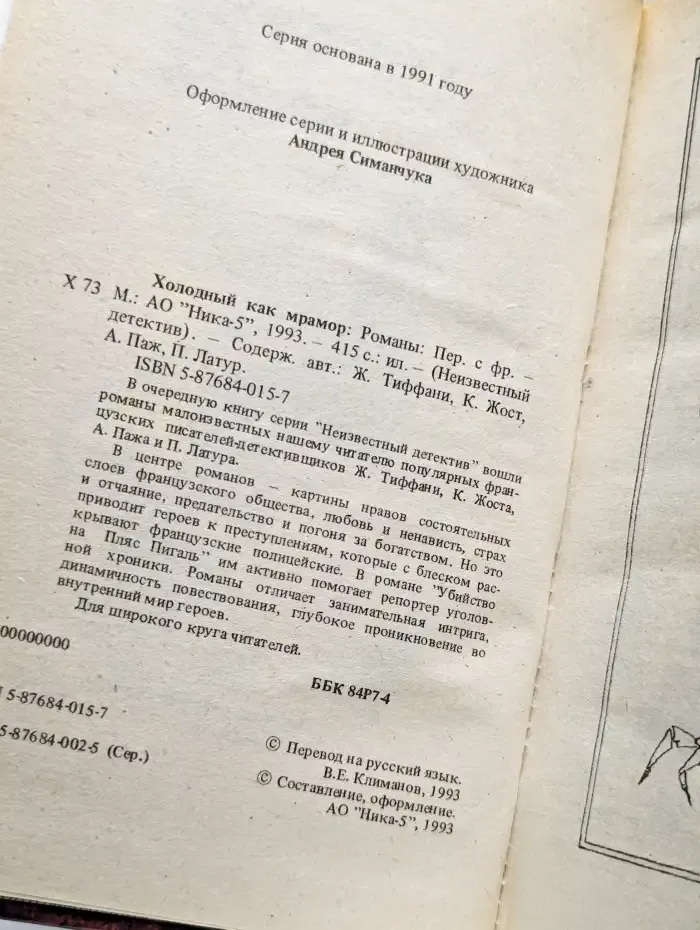 Серия основана в 1991 году
Оформление серии и иллюстрации художника
Андрея Симанчука
Холодный как мрамор: Романы: Пер. с фр. –
Х 73 М.: АО "Ника-5", 1993. – 415 с.: ил. – (Неизвестный
детектив). – Содерж. авт.: Ж. Тиффани, К. Жост,
А. Паж, П. Латур.
ISBN 5-87684-015-7
В очередную книгу серии "Неизвестный детектив" вошли
романы малоизвестных нашему читателю популярных фран-
цузских писателей-детективщиков Ж. Тиффани, К. Жоста,
А. Пажа и П. Латура.
В центре романов – картины нравов состоятельных
слоев французского общества, любовь и ненависть, страх
и отчаяние, предательство и погоня за богатством. Но это
приводит героев к преступлениям, которые с блеском рас-
крывают французские полицейские. В романе "Убийство
на Пляс Пигаль" им активно помогает репортер уголов-
ной хроники. Романы отличает занимательная интрига,
динамичность повествования, глубокое проникновение во
внутренний мир героев.
Для широкого круга читателей.
00000000
ББК 84Р7-4
5-87684-015-7
5-87684-002-5 (Сер.)
© Перевод на русский язык.
В.Е. Климанов, 1993
© Составление, оформление.
АО "Ника-5", 1993